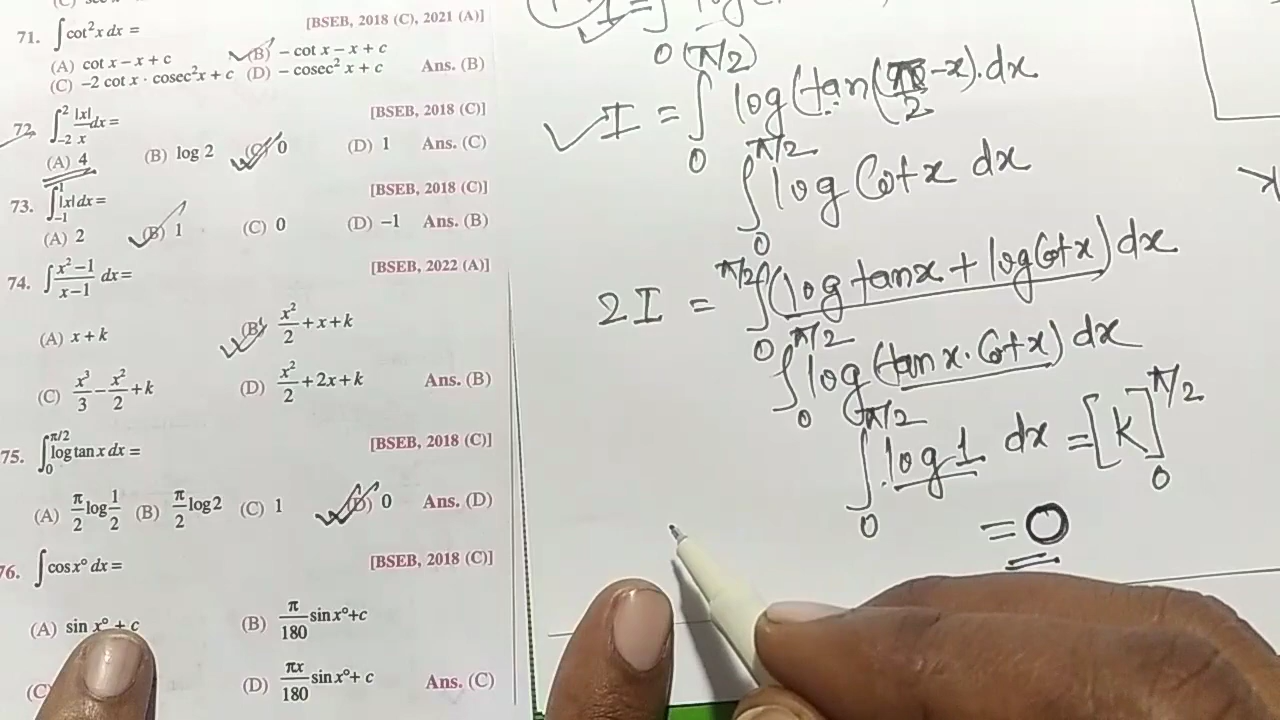 71. ∫cot²x dx = [BSEB, 2018 (C), 2021 (A)]
(A) cot x – x + c (B) – cot x – x + c
(C) –2 cot x · cosec²x + c (D) – cosec² x + c Ans. (B)
72. ∫₋₂² |x|/x dx = [BSEB, 2018 (C)]
(A) 4 (B) log 2 (C) 0 (D) 1 Ans. (C)
73. ∫₋₁¹ |x| dx = [BSEB, 2018 (C)]
(A) 2 (B) 1 (C) 0 (D) –1 Ans. (B)
74. ∫ (x²–1)/(x–1) dx = [BSEB, 2022 (A)]
(A) x + k (B) x²/2 + x + k
(C) x³/3 – x²/2 + k (D) x²/2 + 2x + k Ans. (B)
75. ∫₀^π/2 log tan x dx = [BSEB, 2018 (C)]
(A) π/2 log 1/2 (B) π/2 log 2 (C) 1 (D) 0 Ans. (D)
76. ∫ cos x° dx = [BSEB, 2018 (C)]
(A) sin x° + c (B) π/180 sin x° + c
(C (D) πx/180 sin x° + c Ans. (C)
I = ∫
0
I = ∫₀^(π/2) log(tan(π/2 – x). dx
∫₀^π/2 log Cot x dx
2I = ∫₀^π/2 (log tanx + log Cotx) dx
∫₀^π/2 log (tan x. Cot x) dx
∫₀^π/2 log 1 dx = [k]₀^π/2
= 0